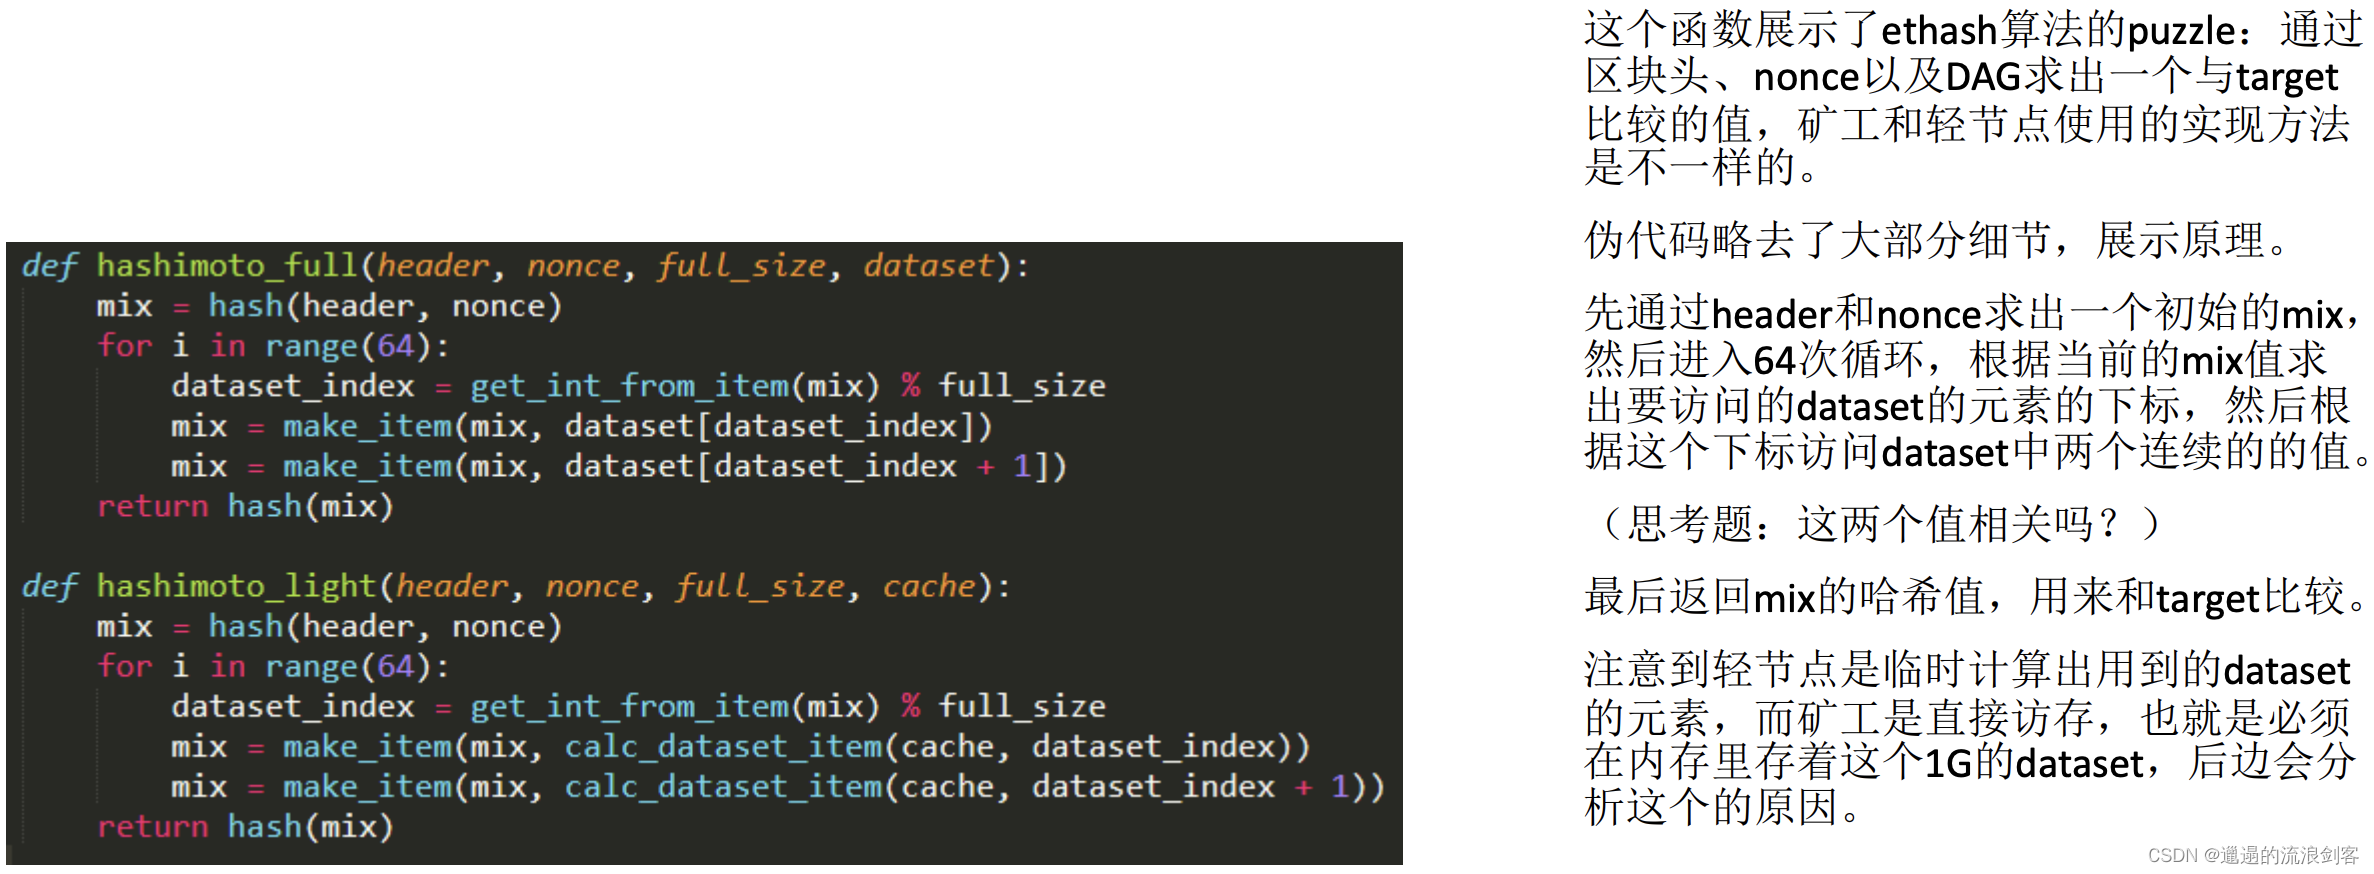 def hashimoto_full(header, nonce, full_size, dataset):
    mix = hash(header, nonce)
    for i in range(64):
        dataset_index = get_int_from_item(mix) % full_size
        mix = make_item(mix, dataset[dataset_index])
        mix = make_item(mix, dataset[dataset_index + 1])
    return hash(mix)
def hashimoto_light(header, nonce, full_size, cache):
    mix = hash(header, nonce)
    for i in range(64):
        dataset_index = get_int_from_item(mix) % full_size
        mix = make_item(mix, calc_dataset_item(cache, dataset_index))
        mix = make_item(mix, calc_dataset_item(cache, dataset_index + 1))
    return hash(mix)
这个函数展示了ethash算法的puzzle：通过
区块头、nonce以及DAG求出一个与target
比较的值，矿工和轻节点使用的实现方法
是不一样的。
伪代码略去了大部分细节，展示原理。
先通过header和nonce求出一个初始的mix，
然后进入64次循环，根据当前的mix值求
出要访问的dataset的元素的下标，然后根
据这个下标访问dataset中两个连续的的值。
（思考题：这两个值相关吗？）
最后返回mix的哈希值，用来和target比较。
注意到轻节点是临时计算出用到的dataset
的元素，而矿工是直接访存，也就是必须
在内存里存着这个1G的dataset，后边会分
析这个的原因。
CSDN @邋遢的流浪剑客